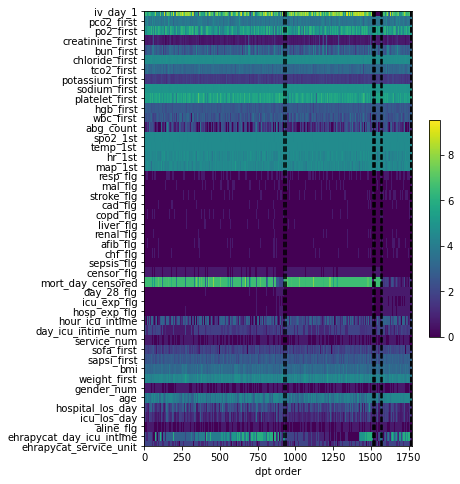 iv_day_1
pco2_first
po2_first
creatinine_first
bun_first
chloride_first
tco2_first
potassium_first
sodium_first
platelet_first
hgb_first
wbc_first
abg_count
spo2_1st
temp_1st
hr_1st
map_1st
resp_flg
mal_flg
stroke_flg
cad_flg
copd_flg
liver_flg
renal_flg
afib_flg
chf_flg
sepsis_flg
censor_flg
mort_day_censored
day_28_flg
icu_exp_flg
hosp_exp_flg
hour_icu_intime
day_icu_intime_num
service_num
sofa_first
sapsi_first
bmi
weight_first
gender_num
age
hospital_los_day
icu_los_day
aline_flg
ehrapycat_day_icu_intime
ehrapycat_service_unit
0 250 500 750 1000 1250 1500 1750
dpt order
8
6
4
2
0